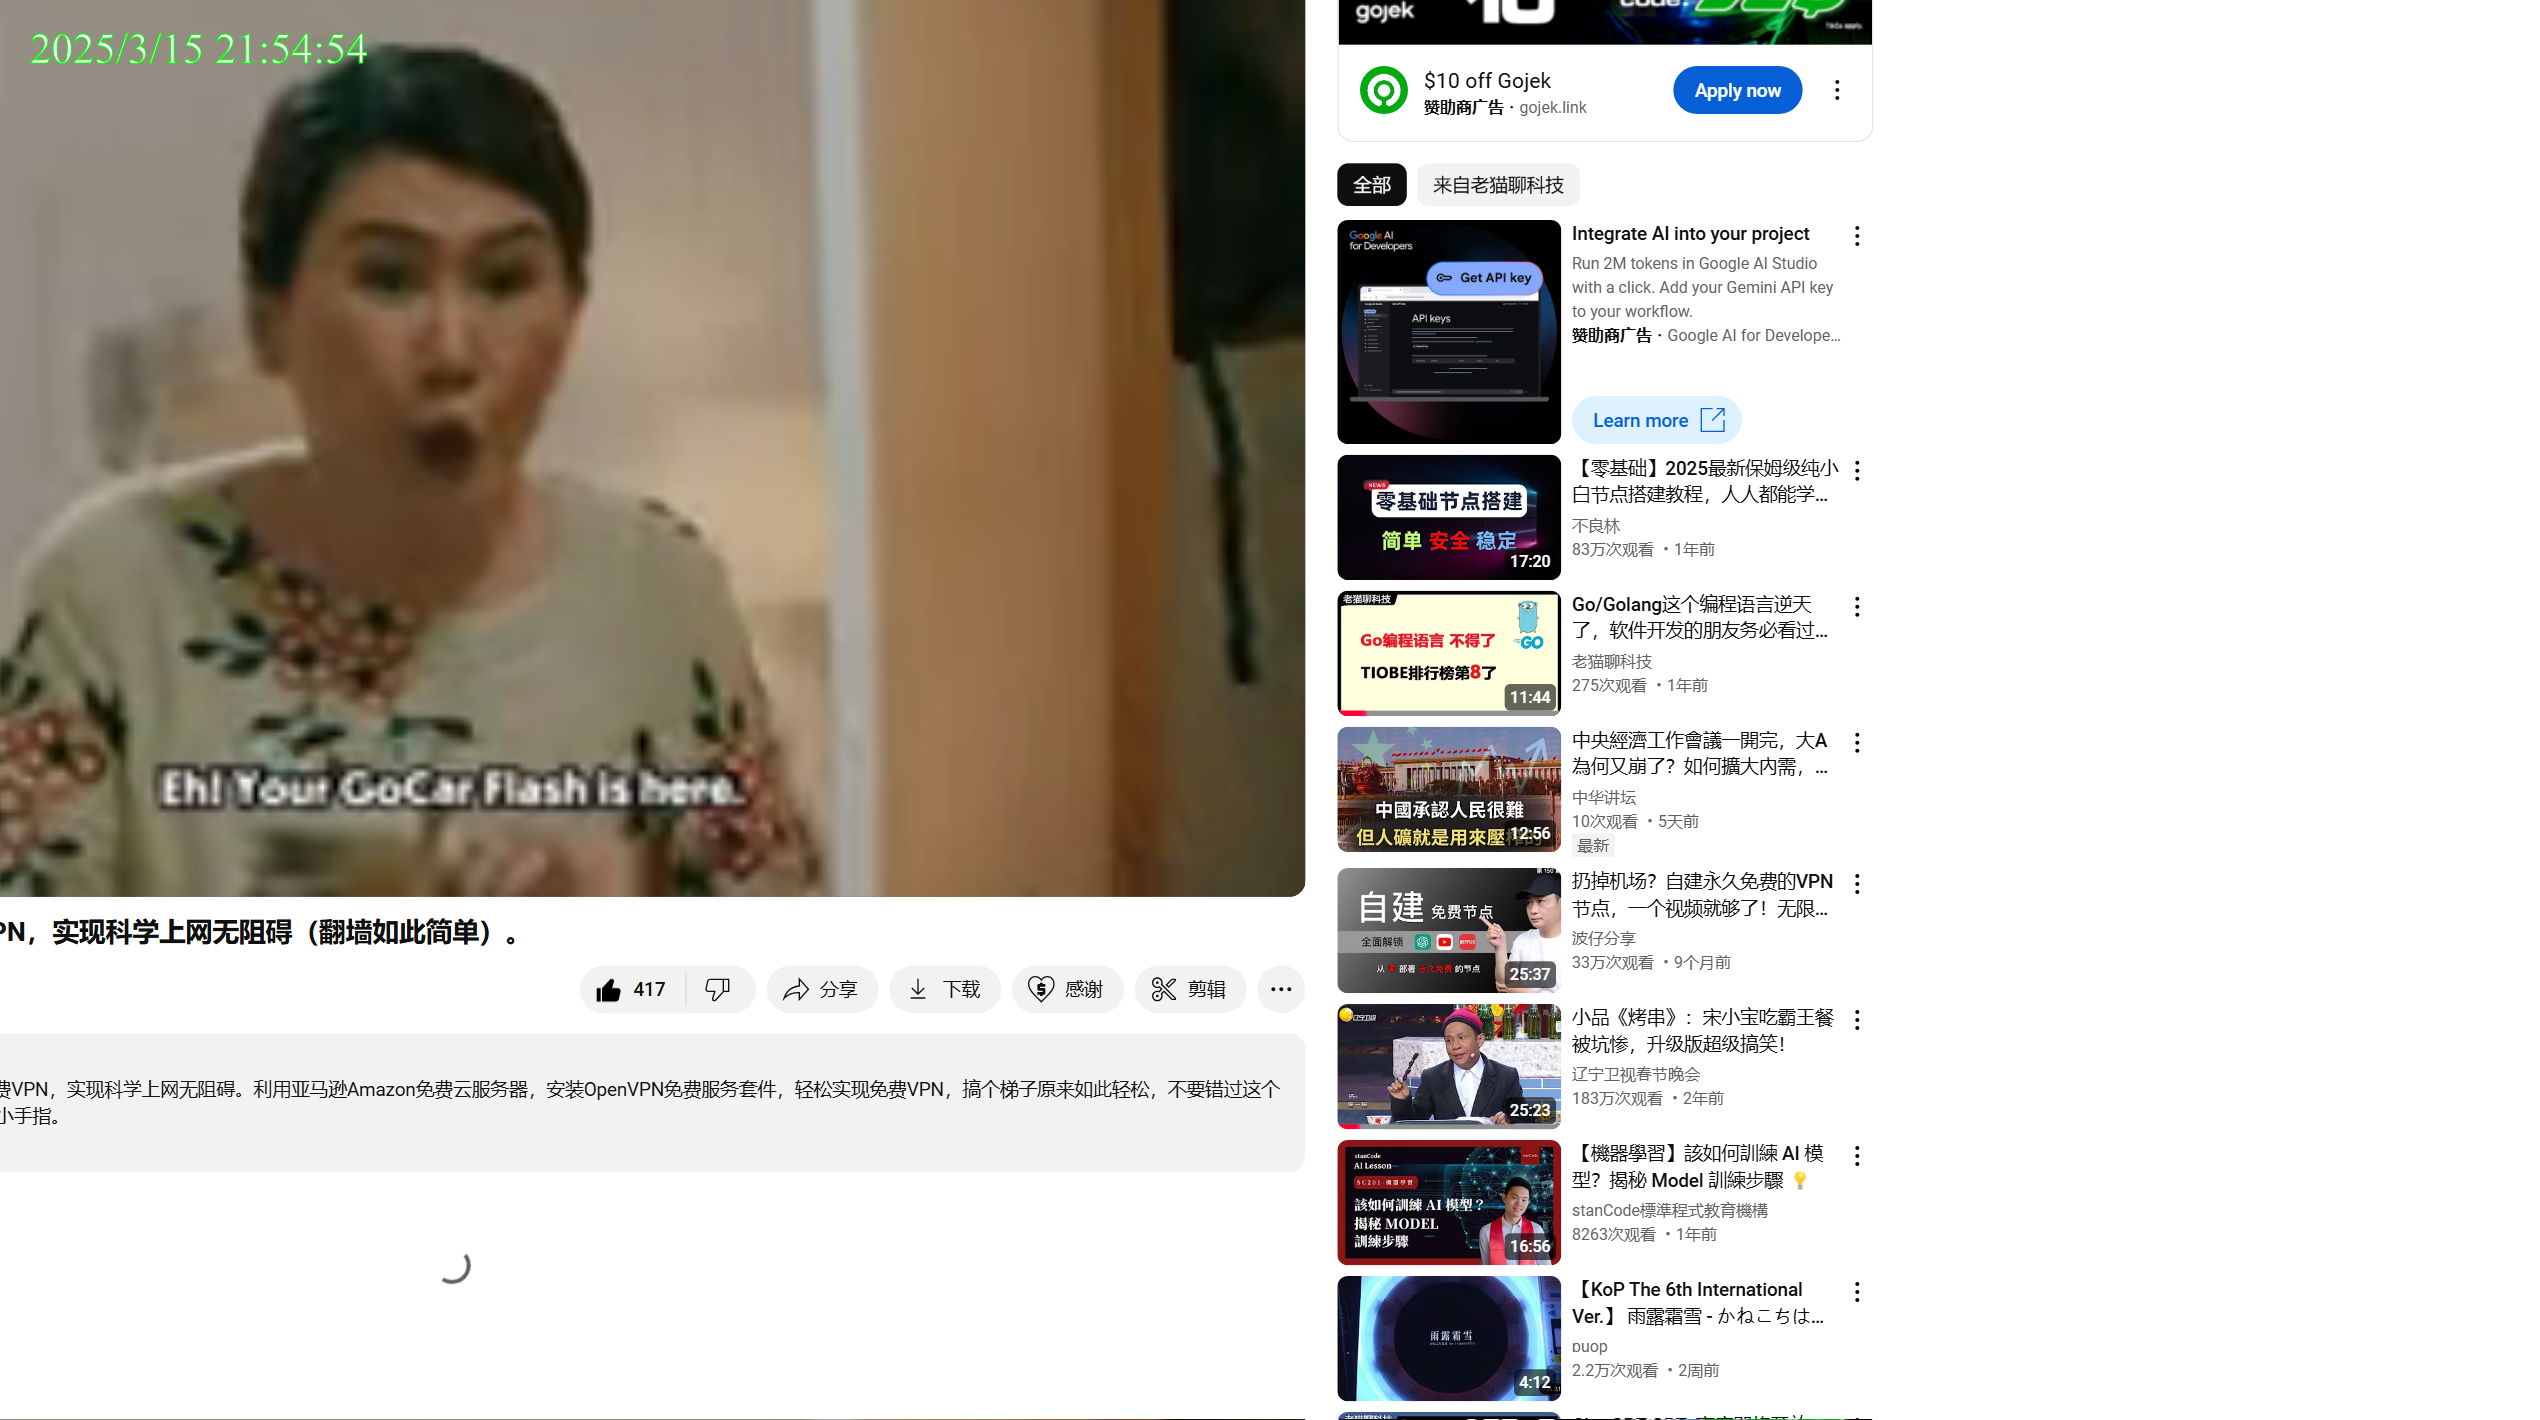 2025/3/15 21:54:54
Eh! Your GoCar Flash is here.
PN，实现科学上网无阻碍（翻墙如此简单）。
417
分享
下载
感谢
剪辑
费VPN，实现科学上网无阻碍。利用亚马逊Amazon免费云服务器，安装OpenVPN免费服务套件，轻松实现免费VPN，搞个梯子原来如此轻松，不要错过这个
小手指。
gojek
$10 off Gojek
赞助商广告 · gojek.link
Apply now
全部
来自老猫聊科技
Google AI
for Developers
Get API key
API keys
Integrate AI into your project
Run 2M tokens in Google AI Studio
with a click. Add your Gemini API key
to your workflow.
赞助商广告 · Google AI for Develope...
Learn more
NEWS
零基础节点搭建
简单 安全 稳定
17:20
【零基础】2025最新保姆级纯小
白节点搭建教程，人人都能学...
不良林
83万次观看 • 1年前
老猫聊科技
Go编程语言 不得了
GO
TIOBE排行榜第8了
11:44
Go/Golang这个编程语言逆天
了，软件开发的朋友务必看过...
老猫聊科技
275次观看 • 1年前
中國承認人民很難
但人礦就是用來壓
12:56
中央經濟工作會議一開完，大A
為何又崩了？如何擴大内需，...
中华讲坛
10次观看 • 5天前
最新
自建 免费节点
全面解锁
NETFLIX
部署 永久免费 的节点
25:37
扔掉机场？自建永久免费的VPN
节点，一个视频就够了！无限...
波仔分享
33万次观看 • 9个月前
25:23
小品《烤串》：宋小宝吃霸王餐
被坑惨，升级版超级搞笑！
辽宁卫视春节晚会
183万次观看 • 2年前
stanCode
AI Lesson
SC201 機器學習
該如何訓練 AI 模型？
揭秘 MODEL
訓練步驟
16:56
【機器學習】該如何訓練 AI 模
型？揭秘 Model 訓練步驟 💡
stanCode標準程式教育機構
8263次观看 • 1年前
雨露霜雪
4:12
【KoP The 6th International
Ver.】 雨露霜雪 - かねこちは...
puop
2.2万次观看 • 2周前